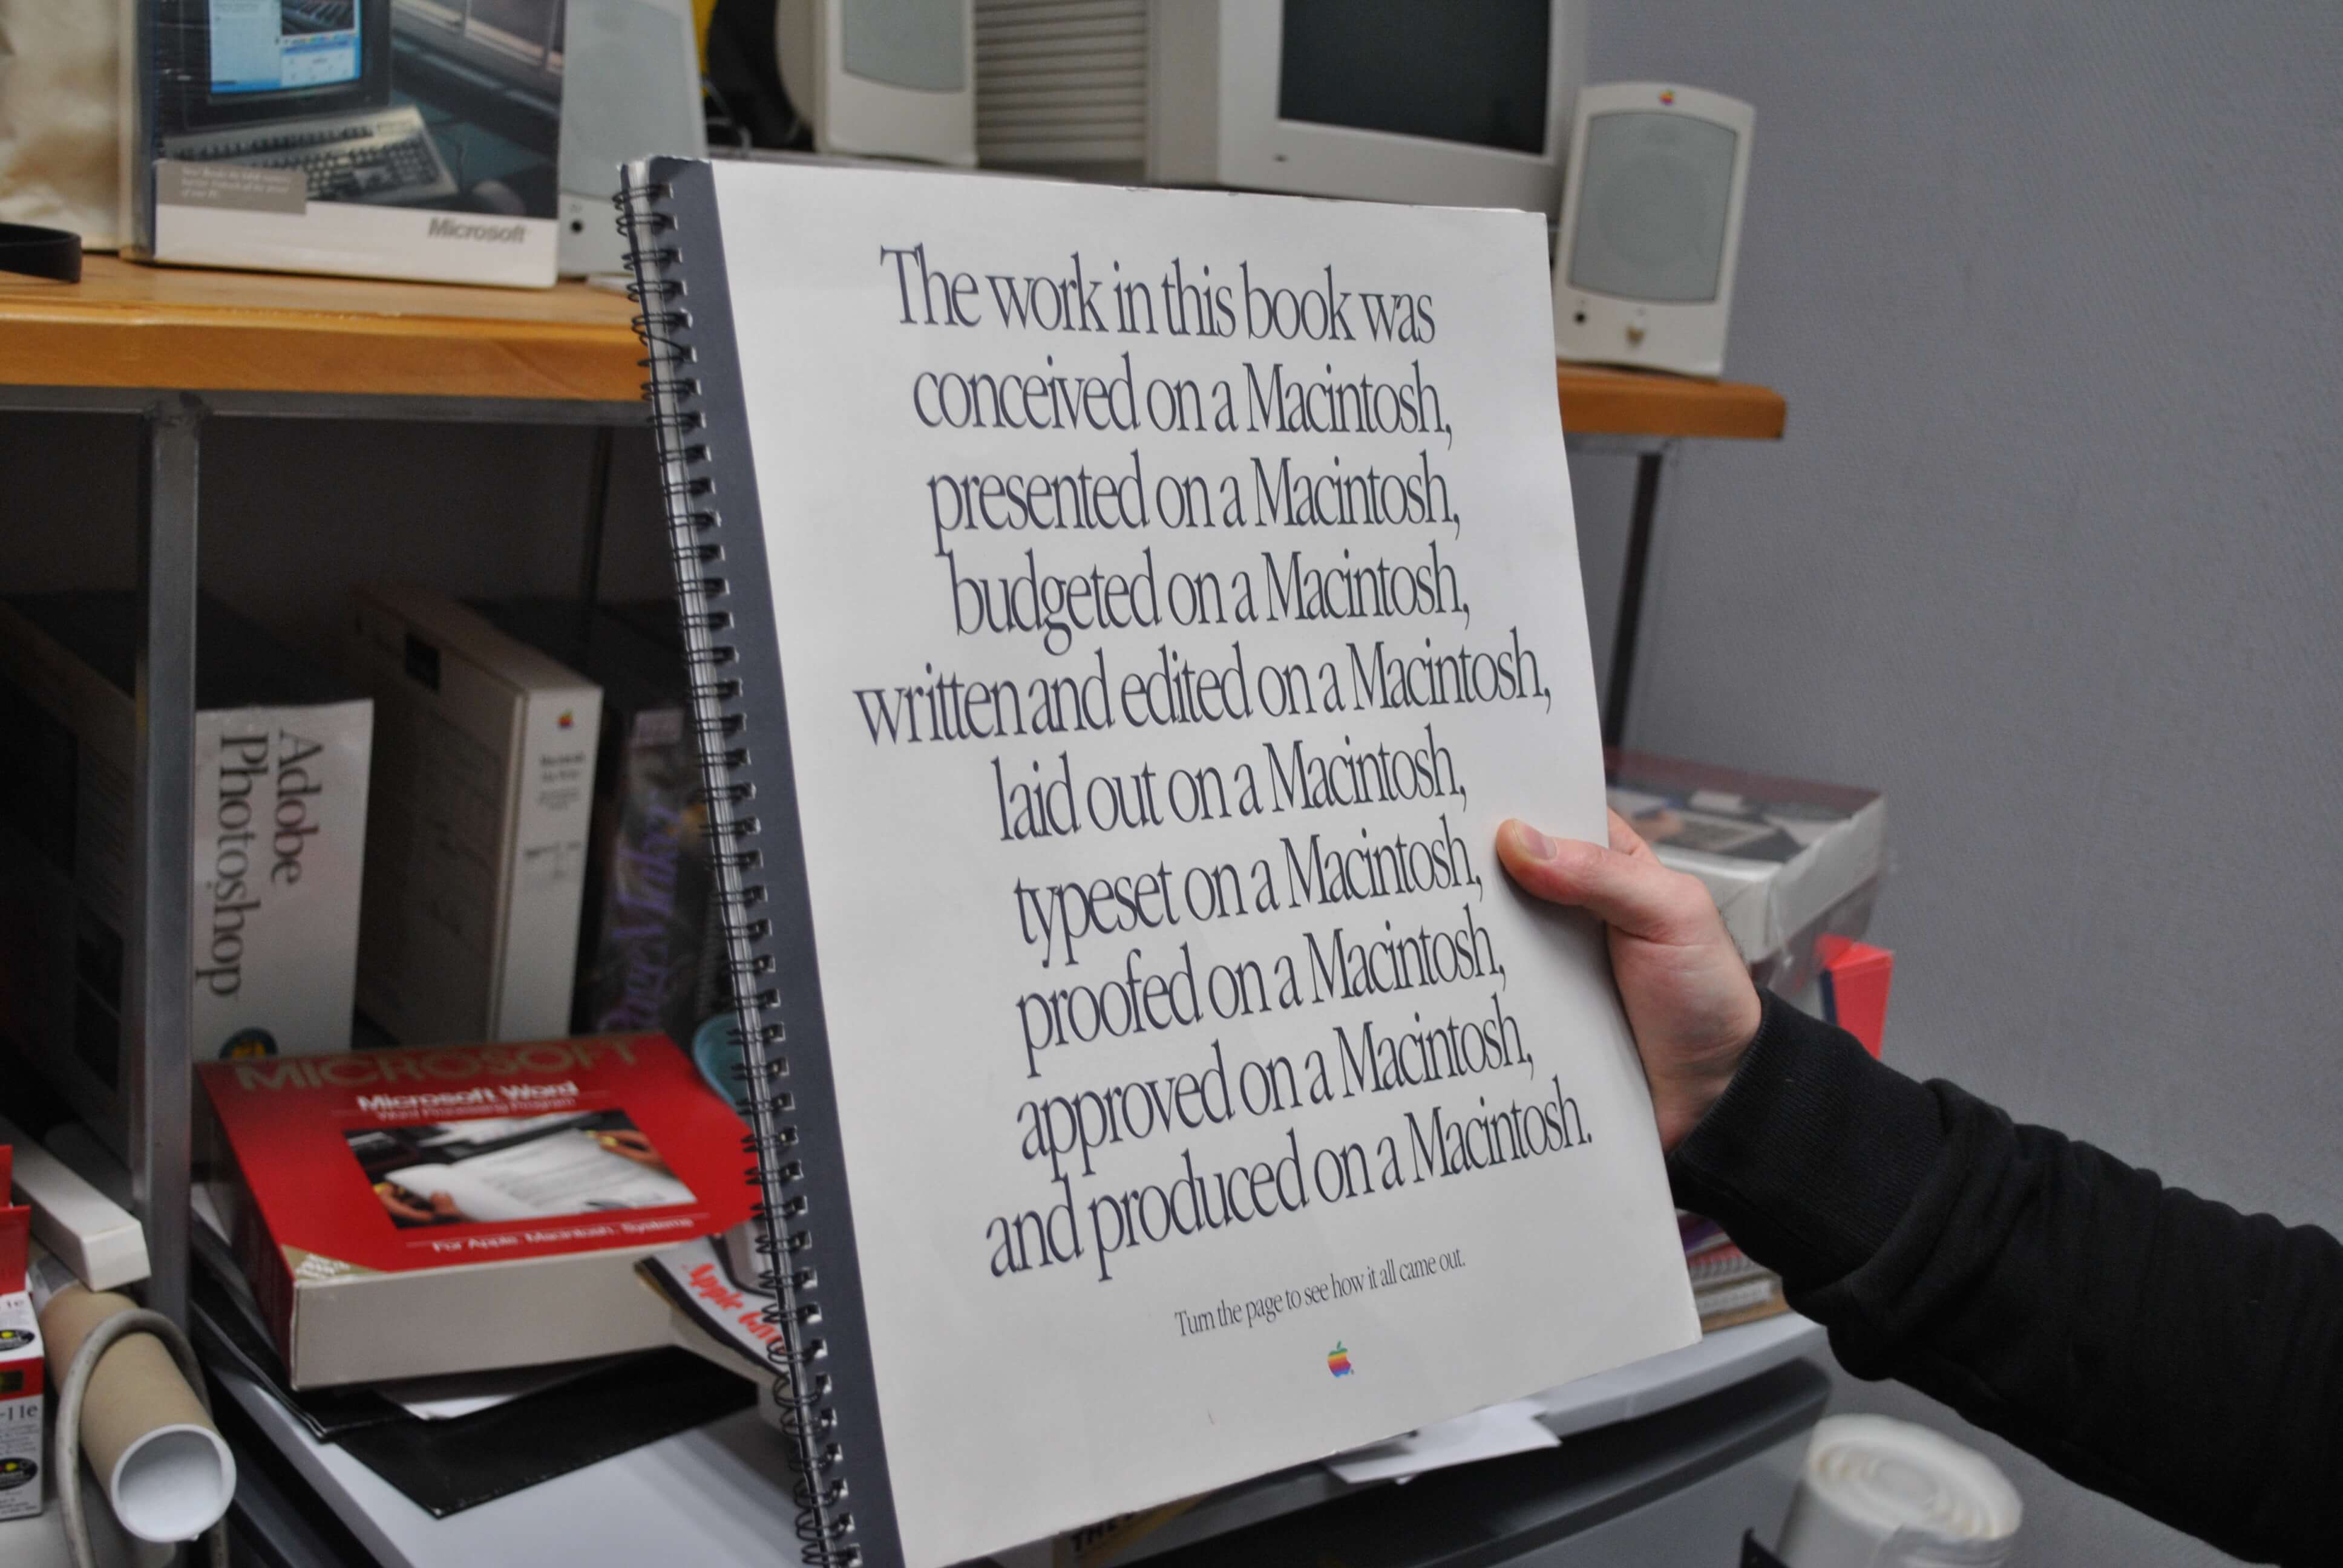 Microsoft
The work in this book was
conceived on a Macintosh,
presented on a Macintosh,
budgeted on a Macintosh,
written and edited on a Macintosh,
laid out on a Macintosh,
typeset on a Macintosh,
proofed on a Macintosh,
approved on a Macintosh,
and produced on a Macintosh.
Turn the page to see how it all came out.
Adobe
Photoshop
PageMaker
MICROSOFT
Microsoft Word
Word Processing Program
For Apple Macintosh Systems
Apple